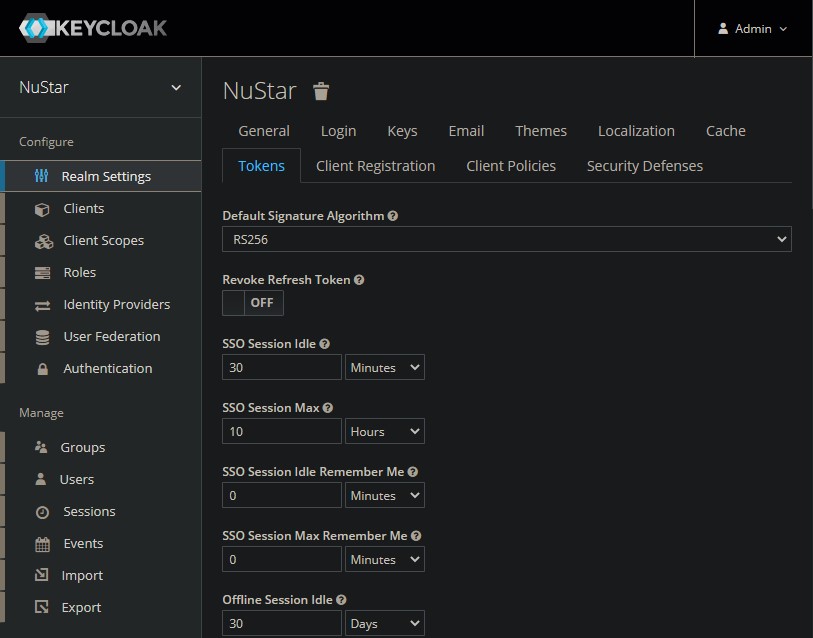 KEYCLOAK
Admin
NuStar
Configure
Realm Settings
Clients
Client Scopes
Roles
Identity Providers
User Federation
Authentication
Manage
Groups
Users
Sessions
Events
Import
Export
NuStar
General Login Keys Email Themes Localization Cache
Tokens Client Registration Client Policies Security Defenses
Default Signature Algorithm
RS256
Revoke Refresh Token
OFF
SSO Session Idle
30 Minutes
SSO Session Max
10 Hours
SSO Session Idle Remember Me
0 Minutes
SSO Session Max Remember Me
0 Minutes
Offline Session Idle
30 Days